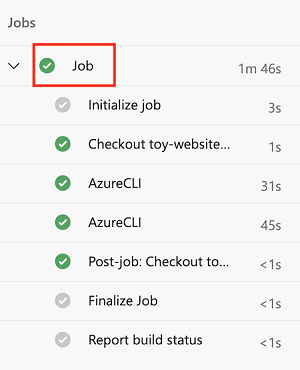 Jobs
Job 1m 46s
Initialize job 3s
Checkout toy-website... 1s
AzureCLI 31s
AzureCLI 45s
Post-job: Checkout to... <1s
Finalize Job <1s
Report build status <1s